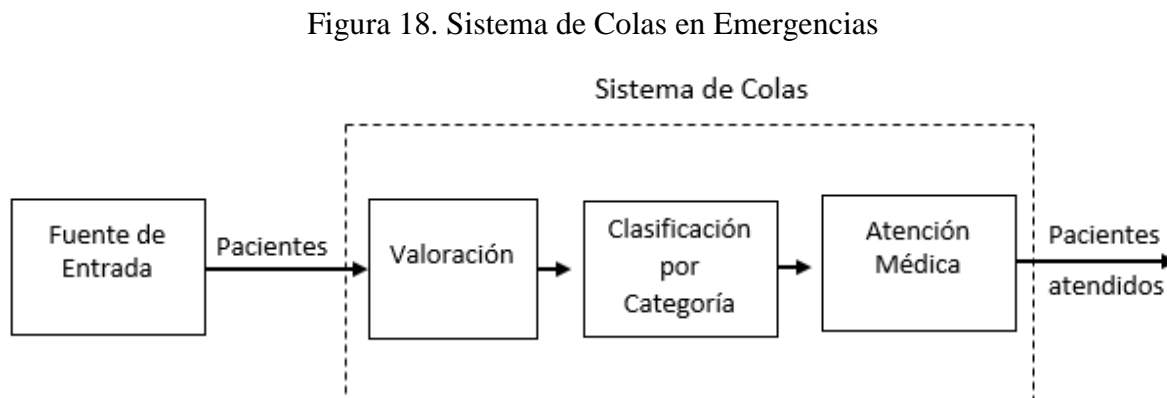 Figura 18. Sistema de Colas en Emergencias
Sistema de Colas
Fuente de
Entrada
Pacientes
Valoración
Clasificación
por
Categoría
Atención
Médica
Pacientes
atendidos